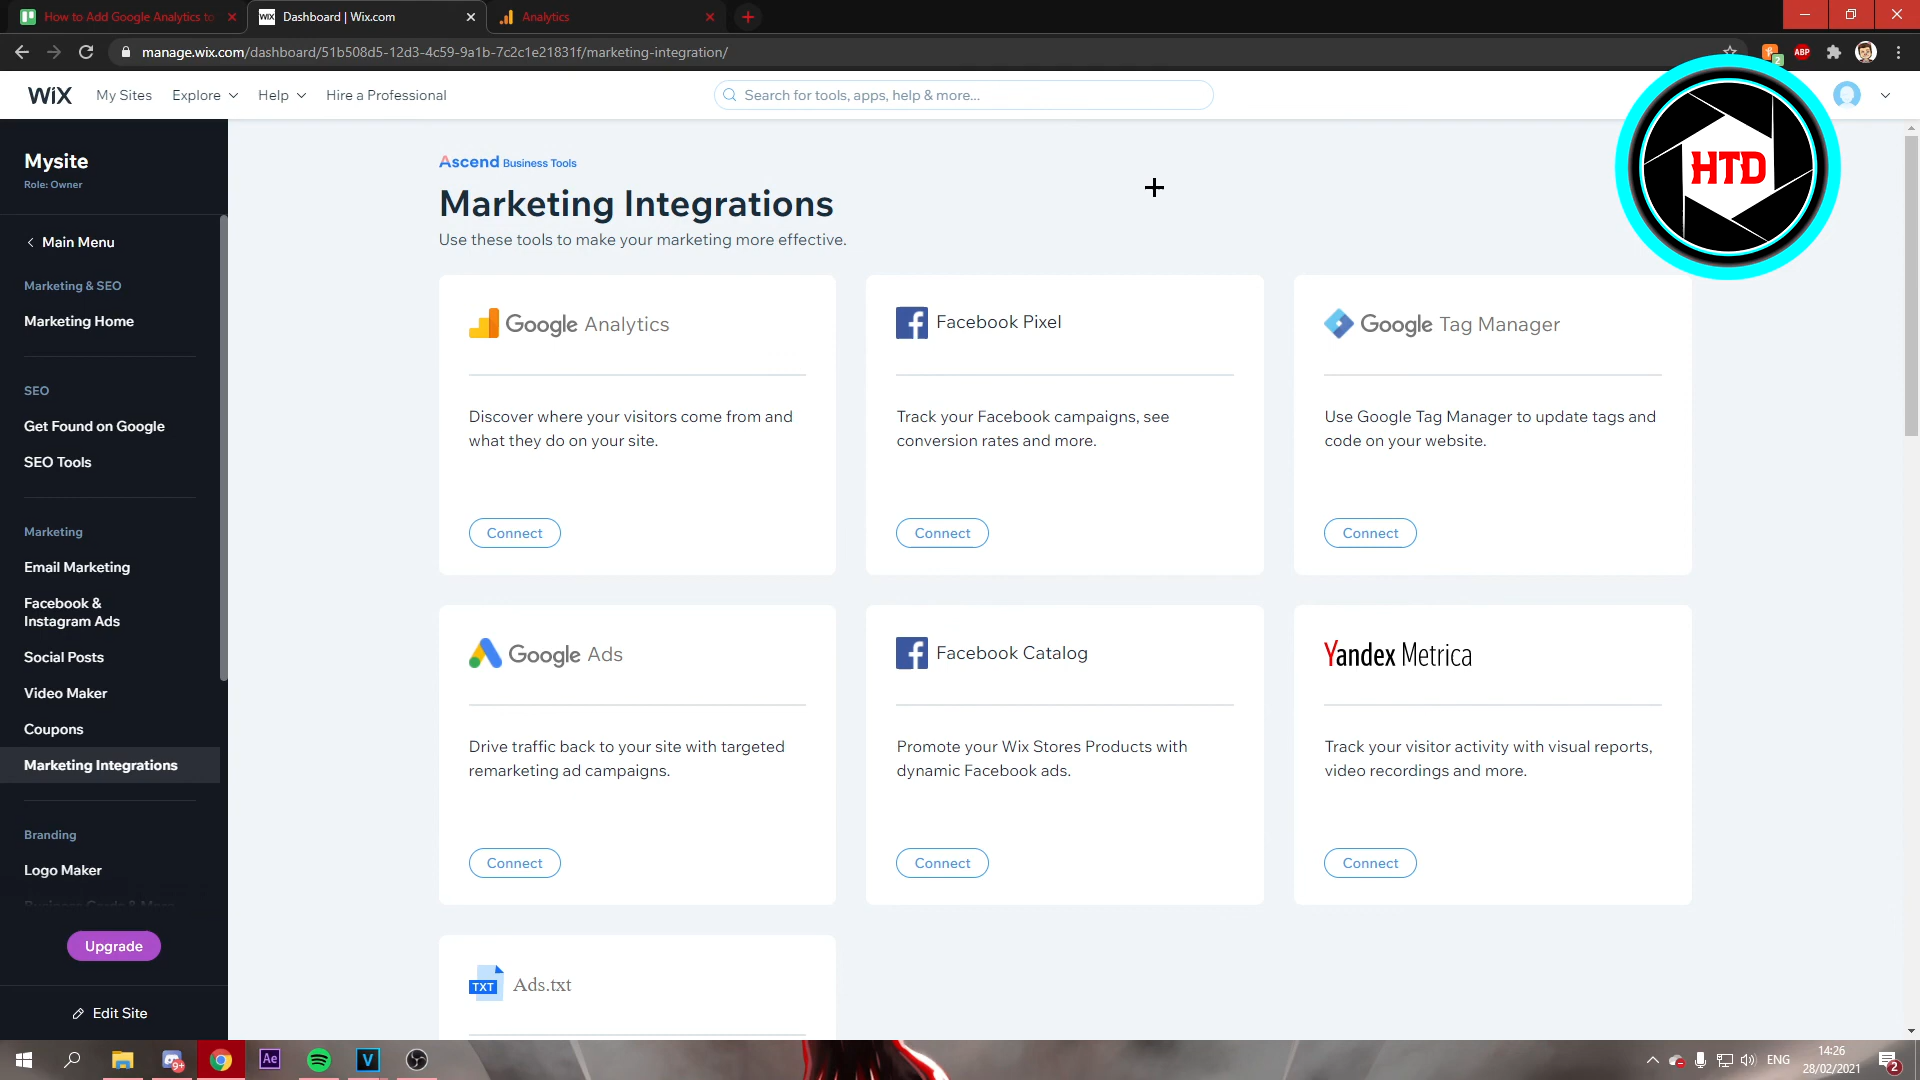 How to Add Google Analytics to
Dashboard | Wix.com
Analytics
manage.wix.com/dashboard/51b508d5-12d3-4c59-9a1b-7c2c1e21831f/marketing-integration/
ABP
2
WiX
My Sites
Explore
Help
Hire a Professional
Search for tools, apps, help & more...
HTD
Mysite
Role: Owner
Main Menu
Marketing & SEO
Marketing Home
SEO
Get Found on Google
SEO Tools
Marketing
Email Marketing
Facebook &
Instagram Ads
Social Posts
Video Maker
Coupons
Marketing Integrations
Branding
Logo Maker
Upgrade
Edit Site
Ascend Business Tools
Marketing Integrations
Use these tools to make your marketing more effective.
Google Analytics
Discover where your visitors come from and
what they do on your site.
Connect
Facebook Pixel
Track your Facebook campaigns, see
conversion rates and more.
Connect
Google Tag Manager
Use Google Tag Manager to update tags and
code on your website.
Connect
Google Ads
Drive traffic back to your site with targeted
remarketing ad campaigns.
Connect
Facebook Catalog
Promote your Wix Stores Products with
dynamic Facebook ads.
Connect
Yandex Metrica
Track your visitor activity with visual reports,
video recordings and more.
Connect
TXT
Ads.txt
9+
Ae
V
ENG
14:26
28/02/2021
2